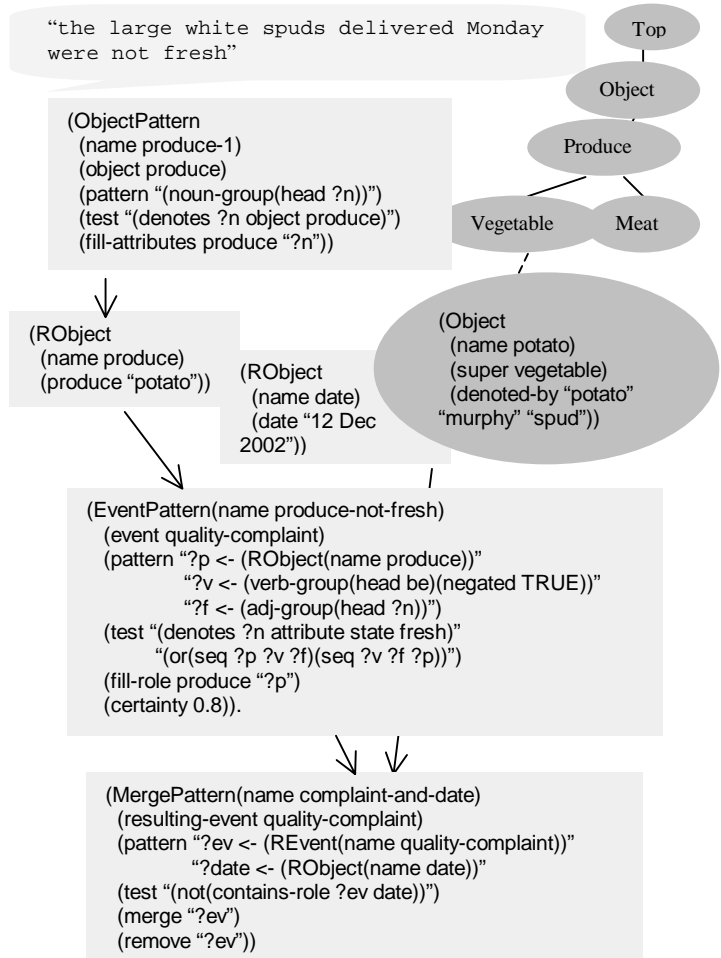 “the large white spuds delivered Monday
were not fresh”
Top
Object
Produce
Vegetable
Meat
(ObjectPattern
(name produce-1)
(object produce)
(pattern “(noun-group(head ?n))”)
(test “(denotes ?n object produce)”)
(fill-attributes produce “?n”))
(RObject
(name produce)
(produce “potato”))
(RObject
(name date)
(date “12 Dec
2002”))
(Object
(name potato)
(super vegetable)
(denoted-by “potato”
“murphy” “spud”))
(EventPattern(name produce-not-fresh)
(event quality-complaint)
(pattern “?p <- (RObject(name produce))”
“?v <- (verb-group(head be)(negated TRUE))”
“?f <- (adj-group(head ?n))”)
(test “(denotes ?n attribute state fresh)”
“(or(seq ?p ?v ?f)(seq ?v ?f ?p))”)
(fill-role produce “?p”)
(certainty 0.8)).
(MergePattern(name complaint-and-date)
(resulting-event quality-complaint)
(pattern “?ev <- (REvent(name quality-complaint))”
“?date <- (RObject(name date))”
(test “(not(contains-role ?ev date))”)
(merge “?ev”)
(remove “?ev”))